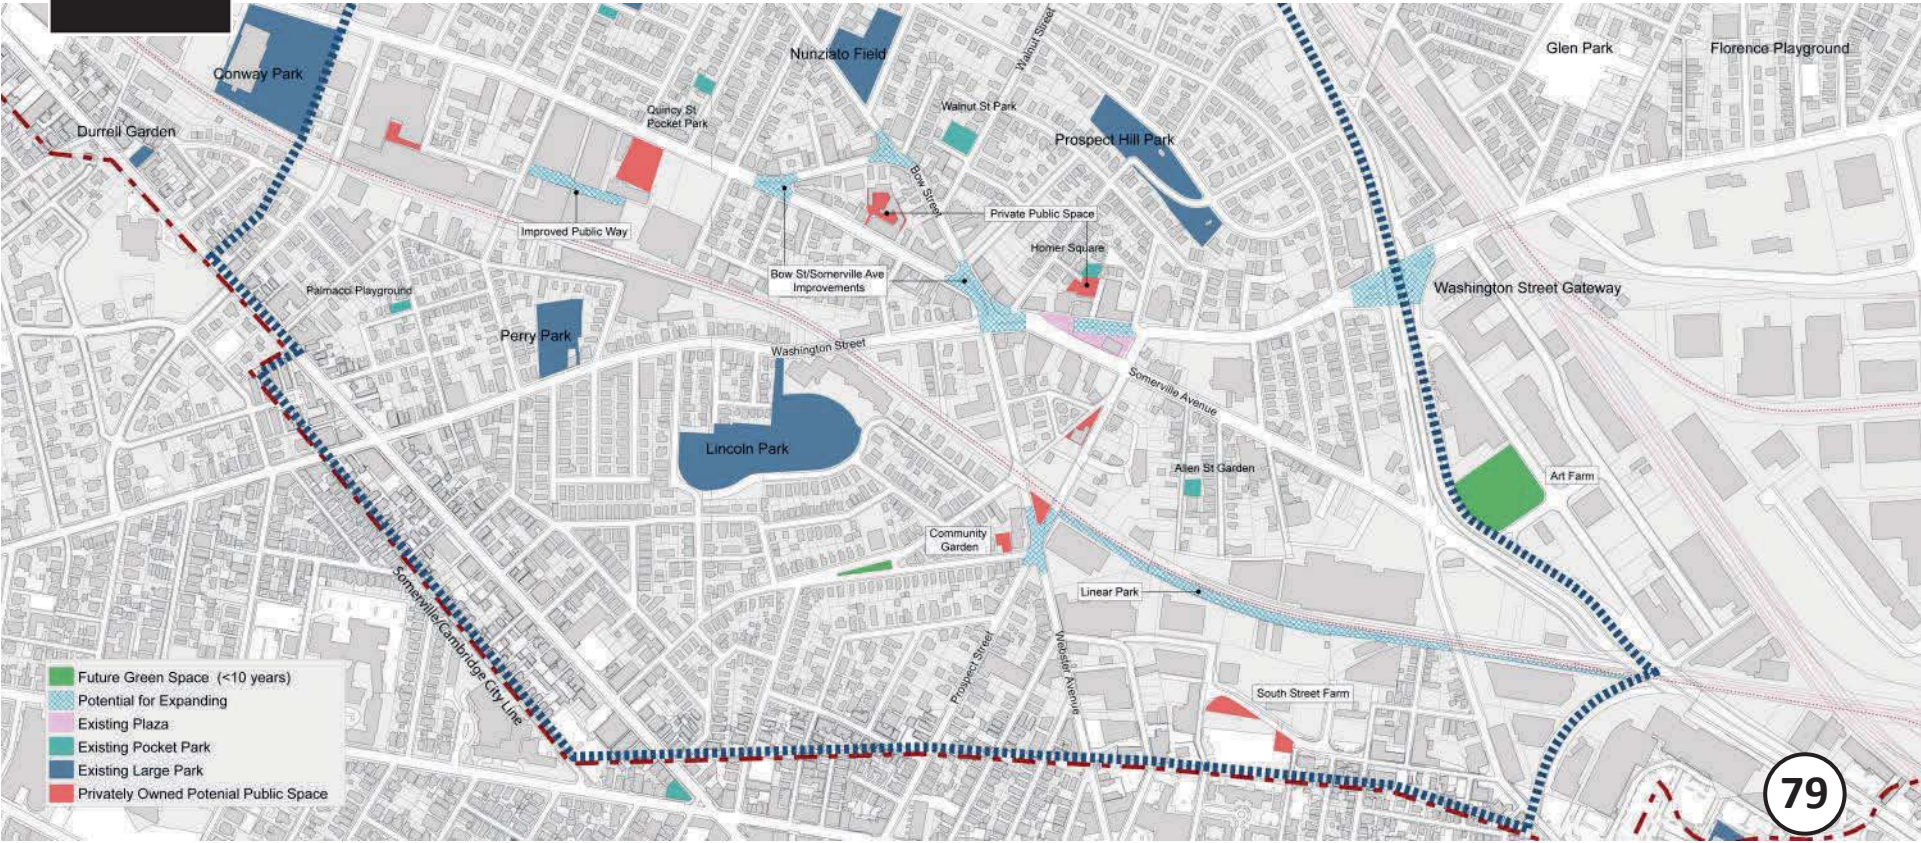 Conway Park
Nunziato Field
Walnut Street
Glen Park
Florence Playground
Durrell Garden
Quincy St
Pocket Park
Walnut St Park
Prospect Hill Park
Bow Street
Private Public Space
Improved Public Way
Homer Square
Bow St/Somerville Ave
Improvements
Palmacci Playground
Washington Street Gateway
Perry Park
Washington Street
Somerville Avenue
Lincoln Park
Allen St Garden
Art Farm
Community
Garden
Linear Park
Somerville/Cambridge City Line
Prospect Street
Webster Avenue
South Street Farm
Future Green Space (<10 years)
Potential for Expanding
Existing Plaza
Existing Pocket Park
Existing Large Park
Privately Owned Potenial Public Space
79